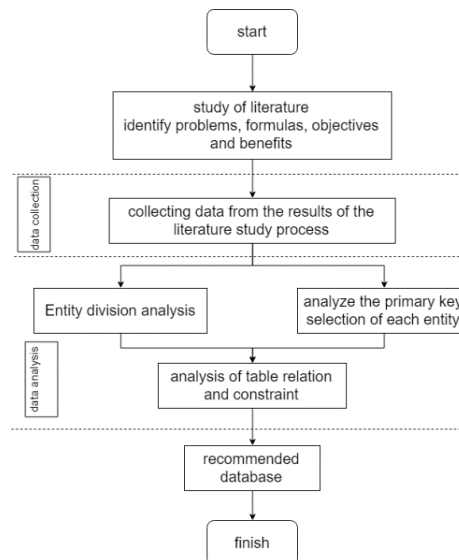 start
study of literature
identify problems, formulas, objectives
and benefits
data collection
collecting data from the results of the
literature study process
Entity division analysis
analyze the primary key
selection of each entity
data analysis
analysis of table relation
and constraint
recommended
database
finish